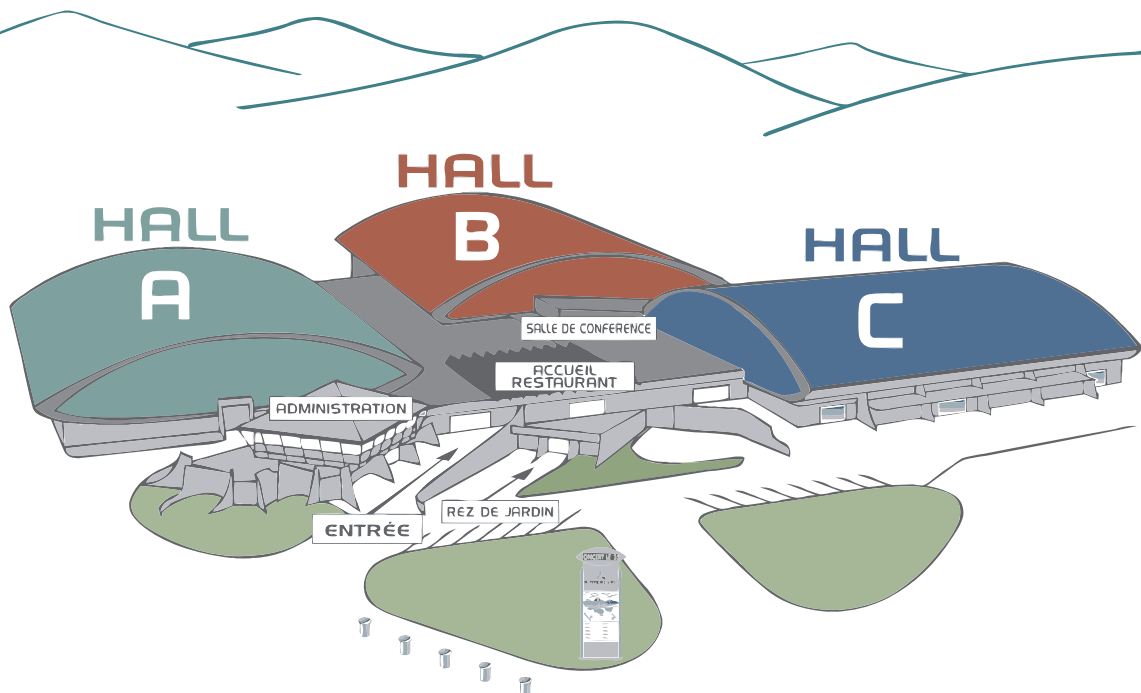 HALL
B
HALL
A
HALL
C
SALLE DE CONFERENCE
ACCUEIL
RESTAURANT
ADMINISTRATION
REZ DE JARDIN
ENTRÉE